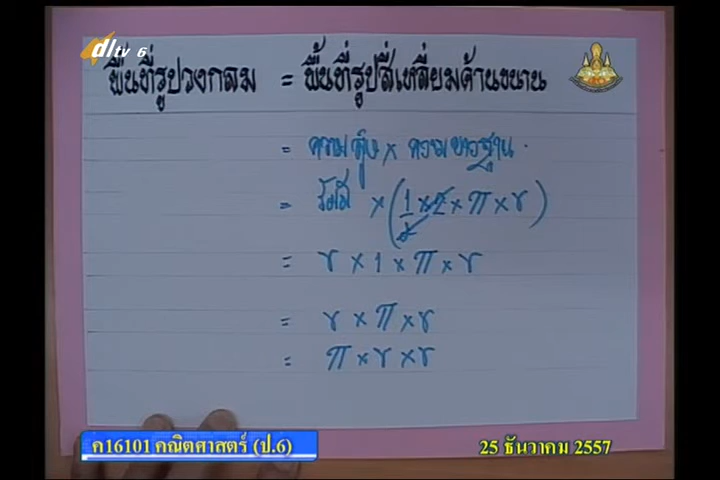 dltv 6
พื้นที่รูปวงกลม = พื้นที่รูปสี่เหลี่ยมด้านขนาน
= ความสูง × ความยาวฐาน
= รัศมี × (1/2 × 2 × π × r)
= r × 1 × π × r
= r × π × r
= π × r × r
ค16101 คณิตศาสตร์ (ป.6)
25 ธันวาคม 2557